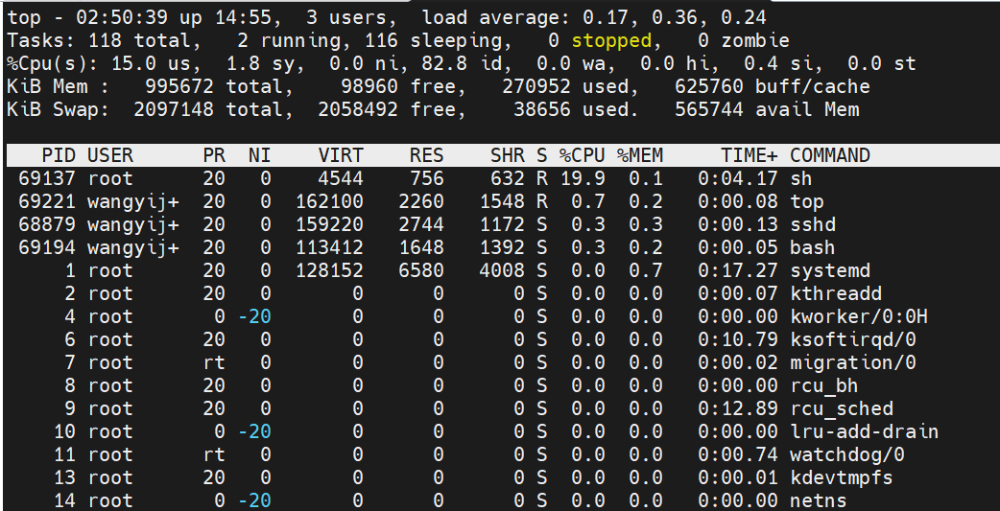 top - 02:50:39 up 14:55,  3 users,  load average: 0.17, 0.36, 0.24
Tasks: 118 total,   2 running, 116 sleeping,   0 stopped,   0 zombie
%Cpu(s): 15.0 us,  1.8 sy,  0.0 ni, 82.8 id,  0.0 wa,  0.0 hi,  0.4 si,  0.0 st
KiB Mem :   995672 total,    98960 free,   270952 used,   625760 buff/cache
KiB Swap:  2097148 total,  2058492 free,    38656 used.   565744 avail Mem
PID USER      PR  NI    VIRT    RES    SHR S %CPU %MEM     TIME+ COMMAND
69137 root      20   0    4544    756    632 R 19.9  0.1   0:04.17 sh
69221 wangyij+  20   0  162100   2260   1548 R  0.7  0.2   0:00.08 top
68879 wangyij+  20   0  159220   2744   1172 S  0.3  0.3   0:00.13 sshd
69194 wangyij+  20   0  113412   1648   1392 S  0.3  0.2   0:00.05 bash
1 root      20   0  128152   6580   4008 S  0.0  0.7   0:17.27 systemd
2 root      20   0       0      0      0 S  0.0  0.0   0:00.07 kthreadd
4 root       0 -20       0      0      0 S  0.0  0.0   0:00.00 kworker/0:0H
6 root      20   0       0      0      0 S  0.0  0.0   0:10.79 ksoftirqd/0
7 root      rt   0       0      0      0 S  0.0  0.0   0:00.02 migration/0
8 root      20   0       0      0      0 S  0.0  0.0   0:00.00 rcu_bh
9 root      20   0       0      0      0 S  0.0  0.0   0:12.89 rcu_sched
10 root       0 -20       0      0      0 S  0.0  0.0   0:00.00 lru-add-drain
11 root      rt   0       0      0      0 S  0.0  0.0   0:00.74 watchdog/0
13 root      20   0       0      0      0 S  0.0  0.0   0:00.01 kdevtmpfs
14 root       0 -20       0      0      0 S  0.0  0.0   0:00.00 netns